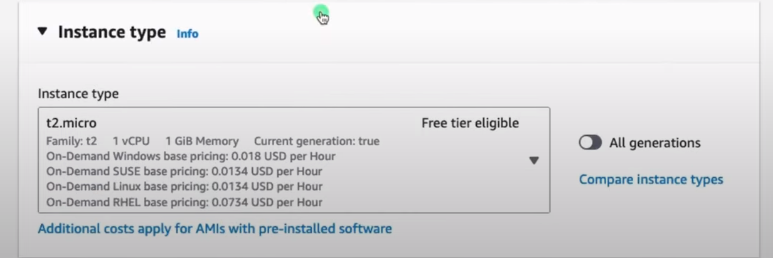 Instance type Info
Instance type
t2.micro Free tier eligible
Family: t2 1 vCPU 1 GiB Memory Current generation: true
On-Demand Windows base pricing: 0.018 USD per Hour
On-Demand SUSE base pricing: 0.0134 USD per Hour
On-Demand Linux base pricing: 0.0134 USD per Hour
On-Demand RHEL base pricing: 0.0734 USD per Hour
All generations
Compare instance types
Additional costs apply for AMIs with pre-installed software